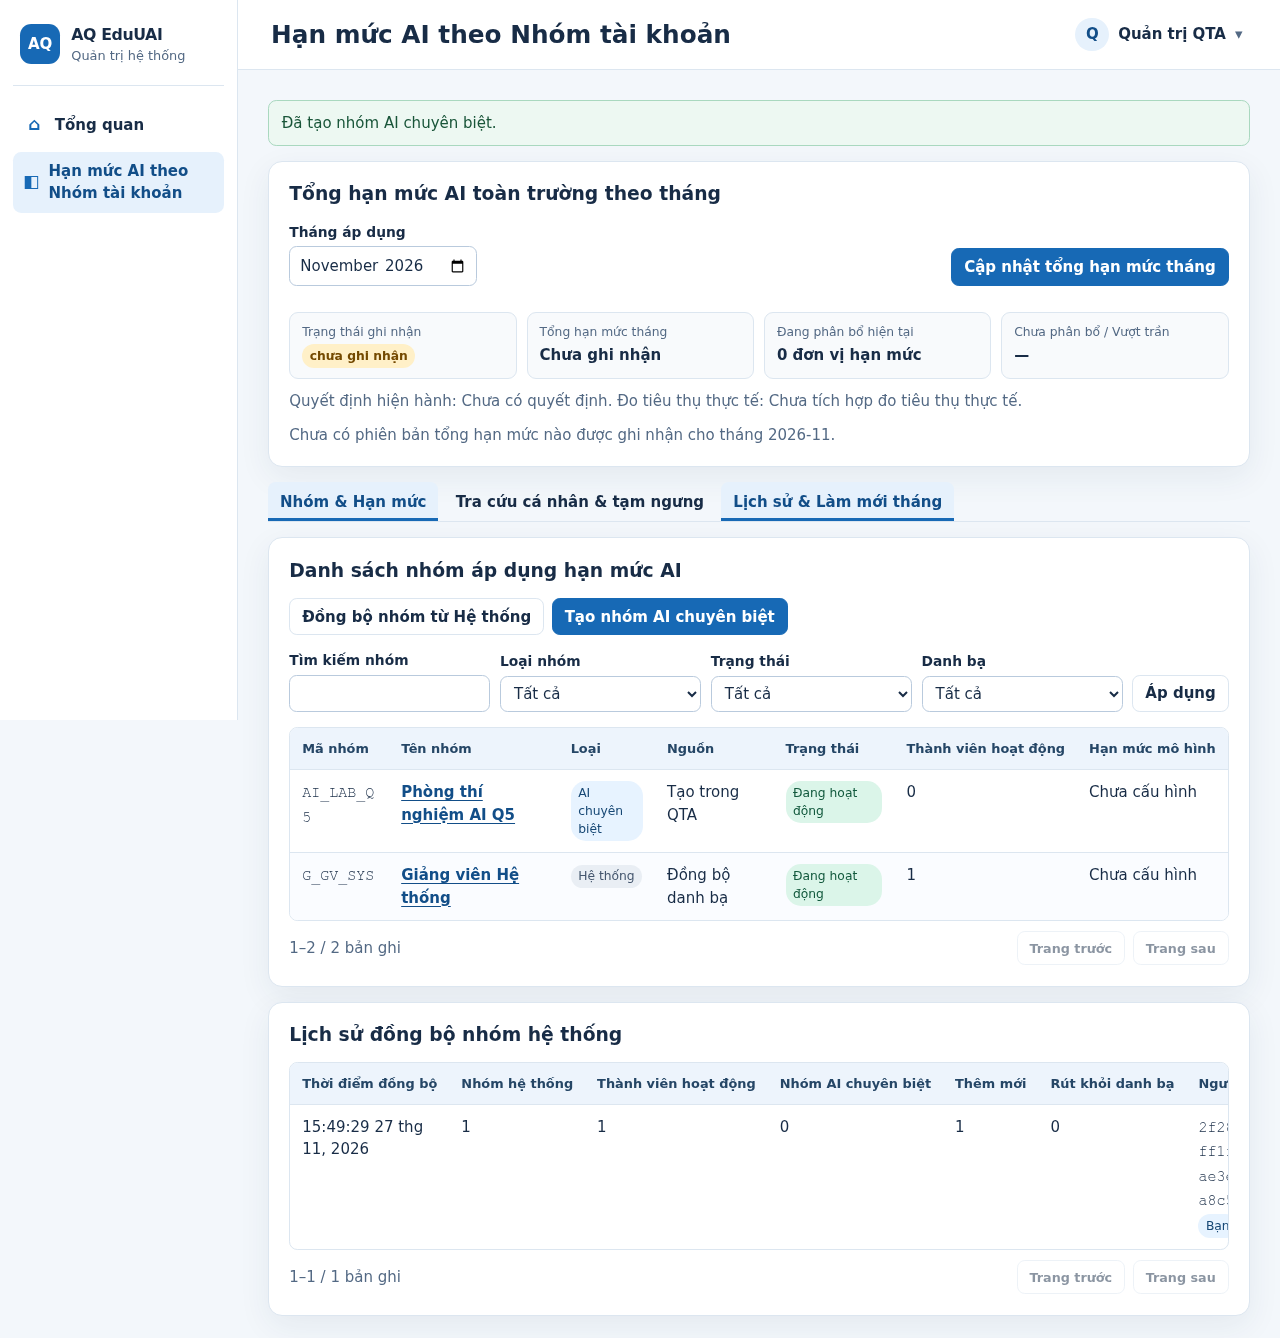 AQ
AQ EduUAI
Quản trị hệ thống
⌂ Tổng quan
◧ Hạn mức AI theo
Nhóm tài khoản
Hạn mức AI theo Nhóm tài khoản
Q Quản trị QTA ▾
Đã tạo nhóm AI chuyên biệt.
Tổng hạn mức AI toàn trường theo tháng
Tháng áp dụng
November 2026
Cập nhật tổng hạn mức tháng
Trạng thái ghi nhận
chưa ghi nhận
Tổng hạn mức tháng
Chưa ghi nhận
Đang phân bổ hiện tại
0 đơn vị hạn mức
Chưa phân bổ / Vượt trần
—
Quyết định hiện hành: Chưa có quyết định. Đo tiêu thụ thực tế: Chưa tích hợp đo tiêu thụ thực tế.
Chưa có phiên bản tổng hạn mức nào được ghi nhận cho tháng 2026-11.
Nhóm & Hạn mức Tra cứu cá nhân & tạm ngưng Lịch sử & Làm mới tháng
Danh sách nhóm áp dụng hạn mức AI
Đồng bộ nhóm từ Hệ thống Tạo nhóm AI chuyên biệt
Tìm kiếm nhóm Loại nhóm Trạng thái Danh bạ
Tất cả Tất cả Tất cả Áp dụng
Mã nhóm Tên nhóm Loại Nguồn Trạng thái Thành viên hoạt động Hạn mức mô hình
AI_LAB_Q
5
Phòng thí
nghiệm AI Q5
AI
chuyên
biệt
Tạo trong
QTA
Đang hoạt
động
0
Chưa cấu hình
G_GV_SYS
Giảng viên Hệ
thống
Hệ thống
Đồng bộ
danh bạ
Đang hoạt
động
1
Chưa cấu hình
1–2 / 2 bản ghi
Trang trước Trang sau
Lịch sử đồng bộ nhóm hệ thống
Thời điểm đồng bộ Nhóm hệ thống Thành viên hoạt động Nhóm AI chuyên biệt Thêm mới Rút khỏi danh bạ
15:49:29 27 thg
11, 2026
1
1
0
1
0
1–1 / 1 bản ghi
Trang trước Trang sau